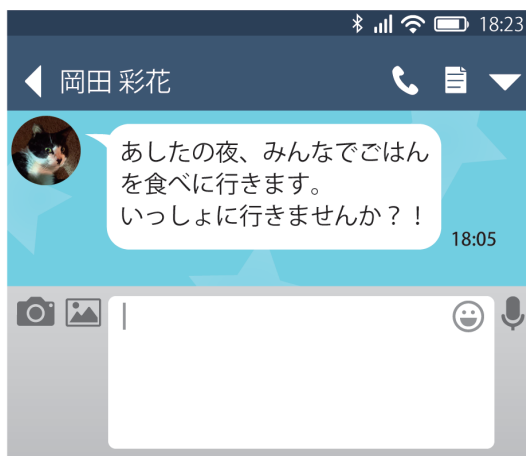 18:23
岡田 彩花
あしたの夜、みんなでごはん
を食べに行きます。
いっしょに行きませんか？！
18:05